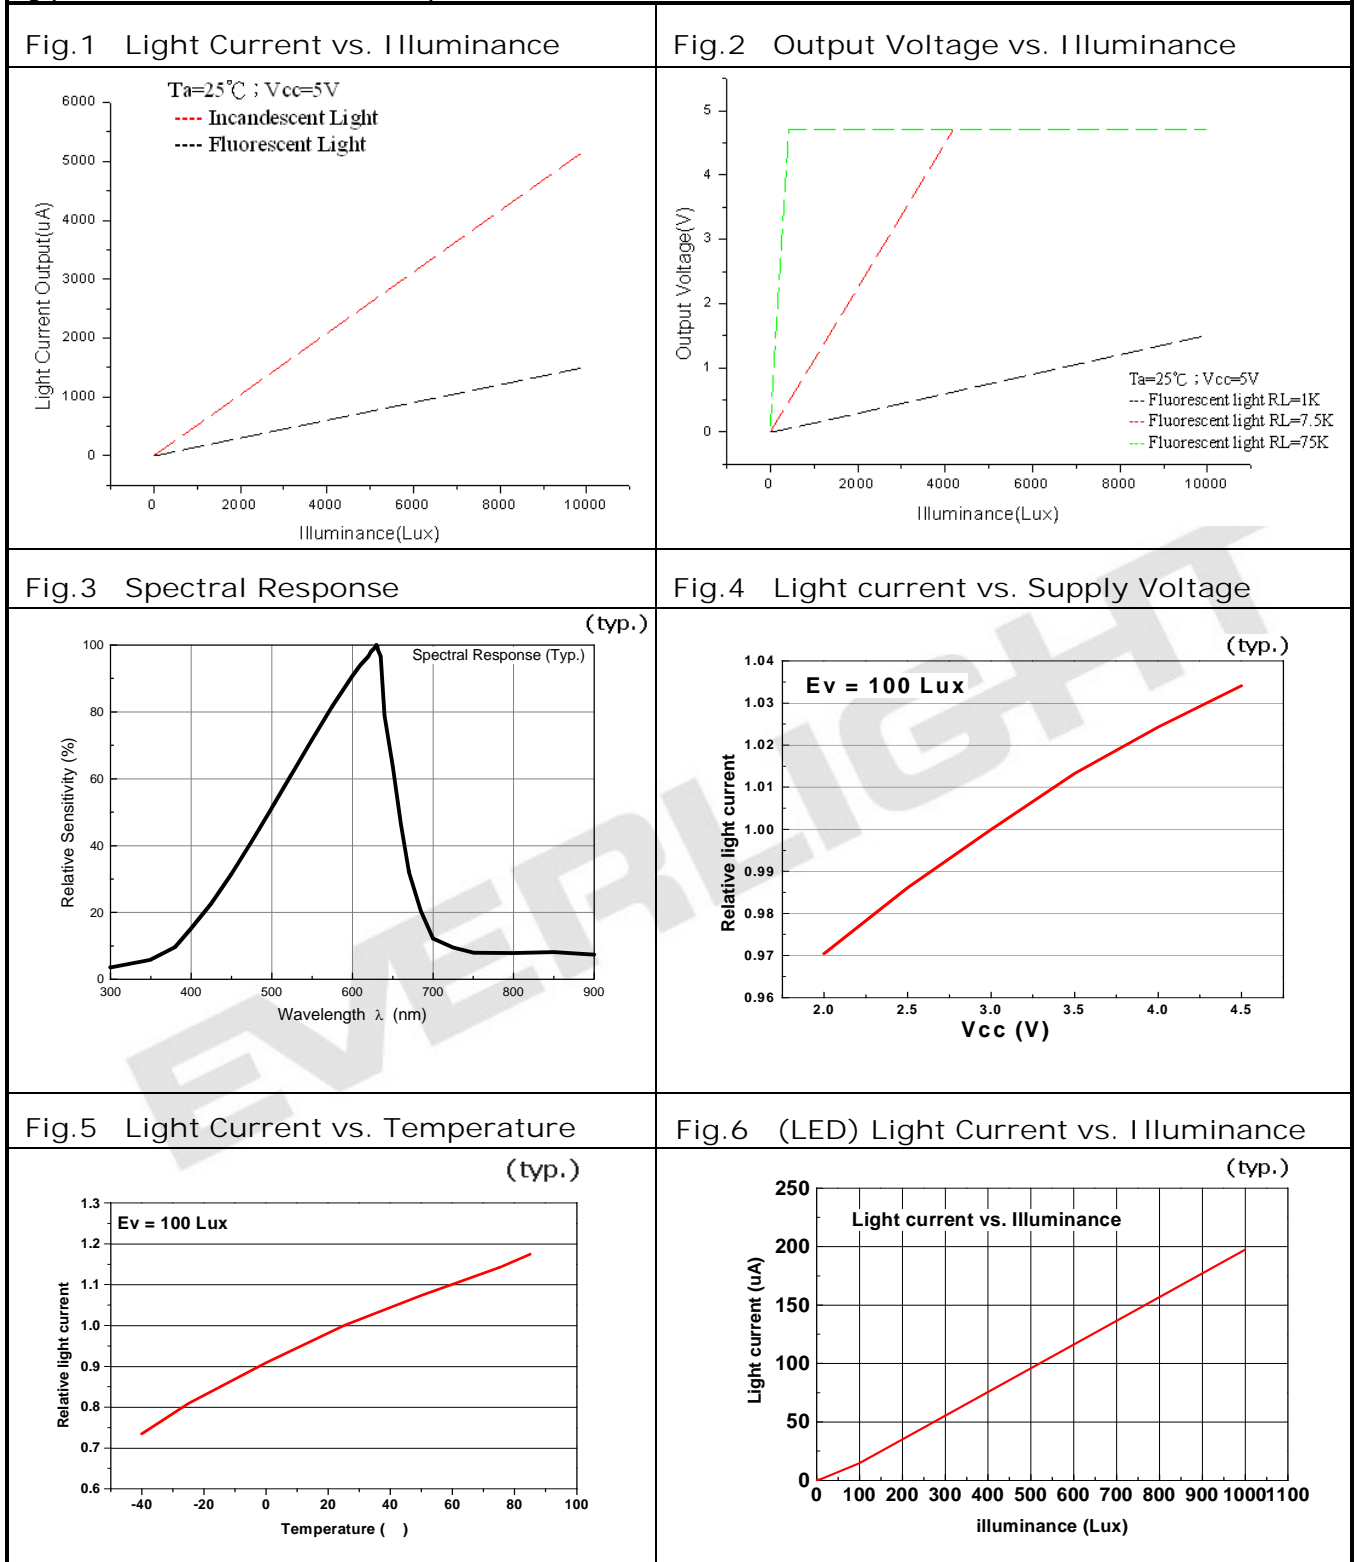 Fig.1 Light Current vs. Illuminance
Ta=25℃ ; Vcc=5V
---- Incandescent Light
---- Fluorescent Light
6000
5000
4000
3000
2000
1000
0
Light Current Output(uA)
0 2000 4000 6000 8000 10000
Illuminance(Lux)
Fig.2 Output Voltage vs. Illuminance
5
4
3
2
1
0
Output Voltage(V)
Ta=25℃ ; Vcc=5V
--- Fluorescent light RL=1K
--- Fluorescent light RL=7.5K
--- Fluorescent light RL=75K
0 2000 4000 6000 8000 10000
Illuminance(Lux)
Fig.3 Spectral Response
(typ.)
Spectral Response (Typ.)
100
80
60
40
20
0
Relative Sensitivity (%)
300 400 500 600 700 800 900
Wavelength λ (nm)
Fig.4 Light current vs. Supply Voltage
(typ.)
Ev = 100 Lux
1.04
1.03
1.02
1.01
1.00
0.99
0.98
0.97
0.96
Relative light current
2.0 2.5 3.0 3.5 4.0 4.5
Vcc (V)
EVERLIGHT
Fig.5 Light Current vs. Temperature
(typ.)
Ev = 100 Lux
1.3
1.2
1.1
1.0
0.9
0.8
0.7
0.6
Relative light current
-40 -20 0 20 40 60 80 100
Temperature ( )
Fig.6 (LED) Light Current vs. Illuminance
(typ.)
Light current vs. Illuminance
250
200
150
100
50
0
Light current (uA)
0 100 200 300 400 500 600 700 800 900 1000 1100
illuminance (Lux)